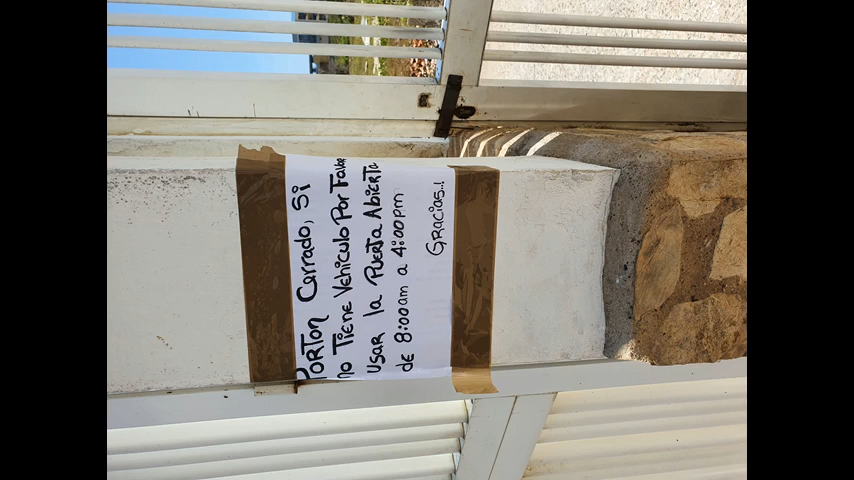 PORTON Cerrado, Si
no Tiene Vehiculo Por Favor
usar la Puerta Abierta
de 8:00am a 4:00pm
Gracias..!